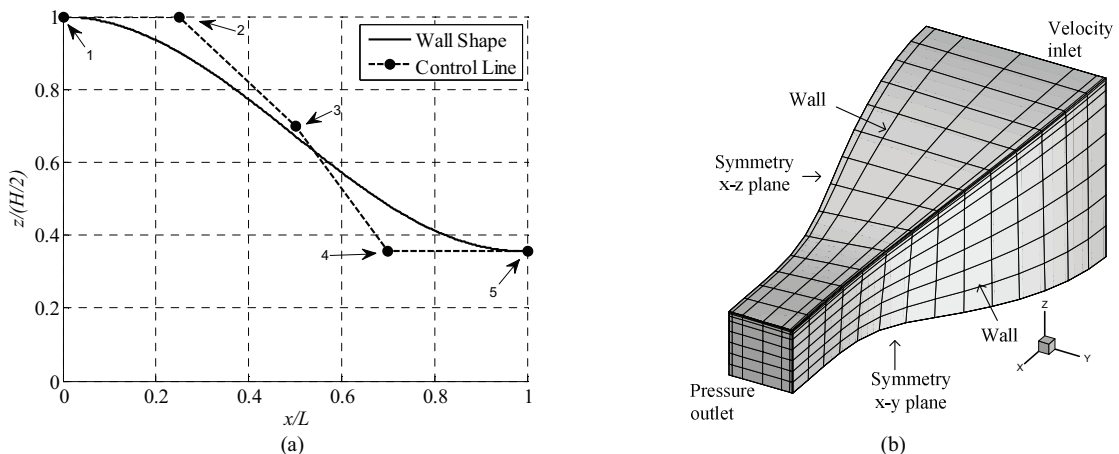 1
0.8
0.6
0.4
0.2
0
0
0.2
0.4
0.6
0.8
1
z/(H/2)
x/L
Wall Shape
Control Line
1
2
3
4
5
(a)
Velocity
inlet
Wall
Symmetry
x-z plane
Wall
Symmetry
x-y plane
Pressure
outlet
Z
X
Y
(b)